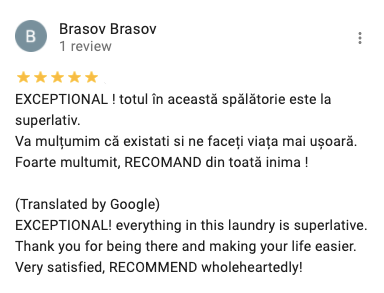 B
Brasov Brasov
1 review
EXCEPTIONAL ! totul în această spălătorie este la
superlativ.
Va mulțumim că existati si ne faceți viața mai ușoară.
Foarte multumit, RECOMAND din toată inima !
(Translated by Google)
EXCEPTIONAL! everything in this laundry is superlative.
Thank you for being there and making your life easier.
Very satisfied, RECOMMEND wholeheartedly!